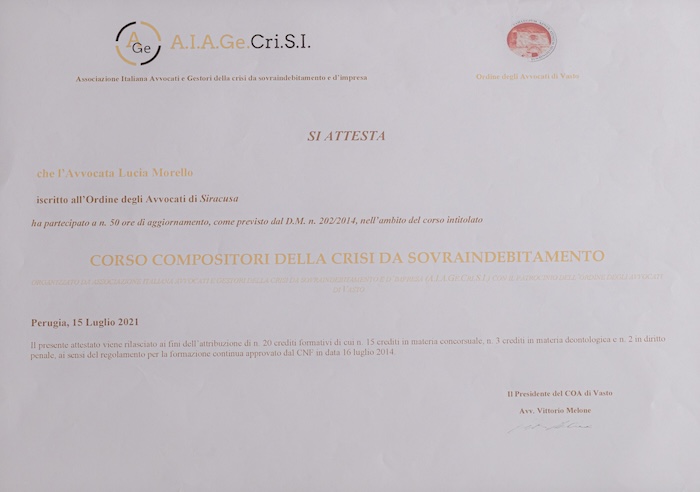 A Ge
A.I.A.Ge.Cri.S.I.
Associazione Italiana Avvocati e Gestori della crisi da sovraindebitamento e d'impresa
Ordine degli Avvocati di Vasto
SI ATTESTA
che l'Avvocata Lucia Morello
iscritto all'Ordine degli Avvocati di Siracusa
ha partecipato a n. 50 ore di aggiornamento, come previsto dal D.M. n. 202/2014, nell'ambito del corso intitolato
CORSO COMPOSITORI DELLA CRISI DA SOVRAINDEBITAMENTO
DI VASTO
Perugia, 15 Luglio 2021
Il presente attestato viene rilasciato ai fini dell'attribuzione di n. 20 crediti formativi di cui n. 15 crediti in materia concorsuale, n. 3 crediti in materia deontologica e n. 2 in diritto
penale, ai sensi del regolamento per la formazione continua approvato dal CNF in data 16 luglio 2014.
Il Presidente del COA di Vasto
Avv. Vittorio Melone